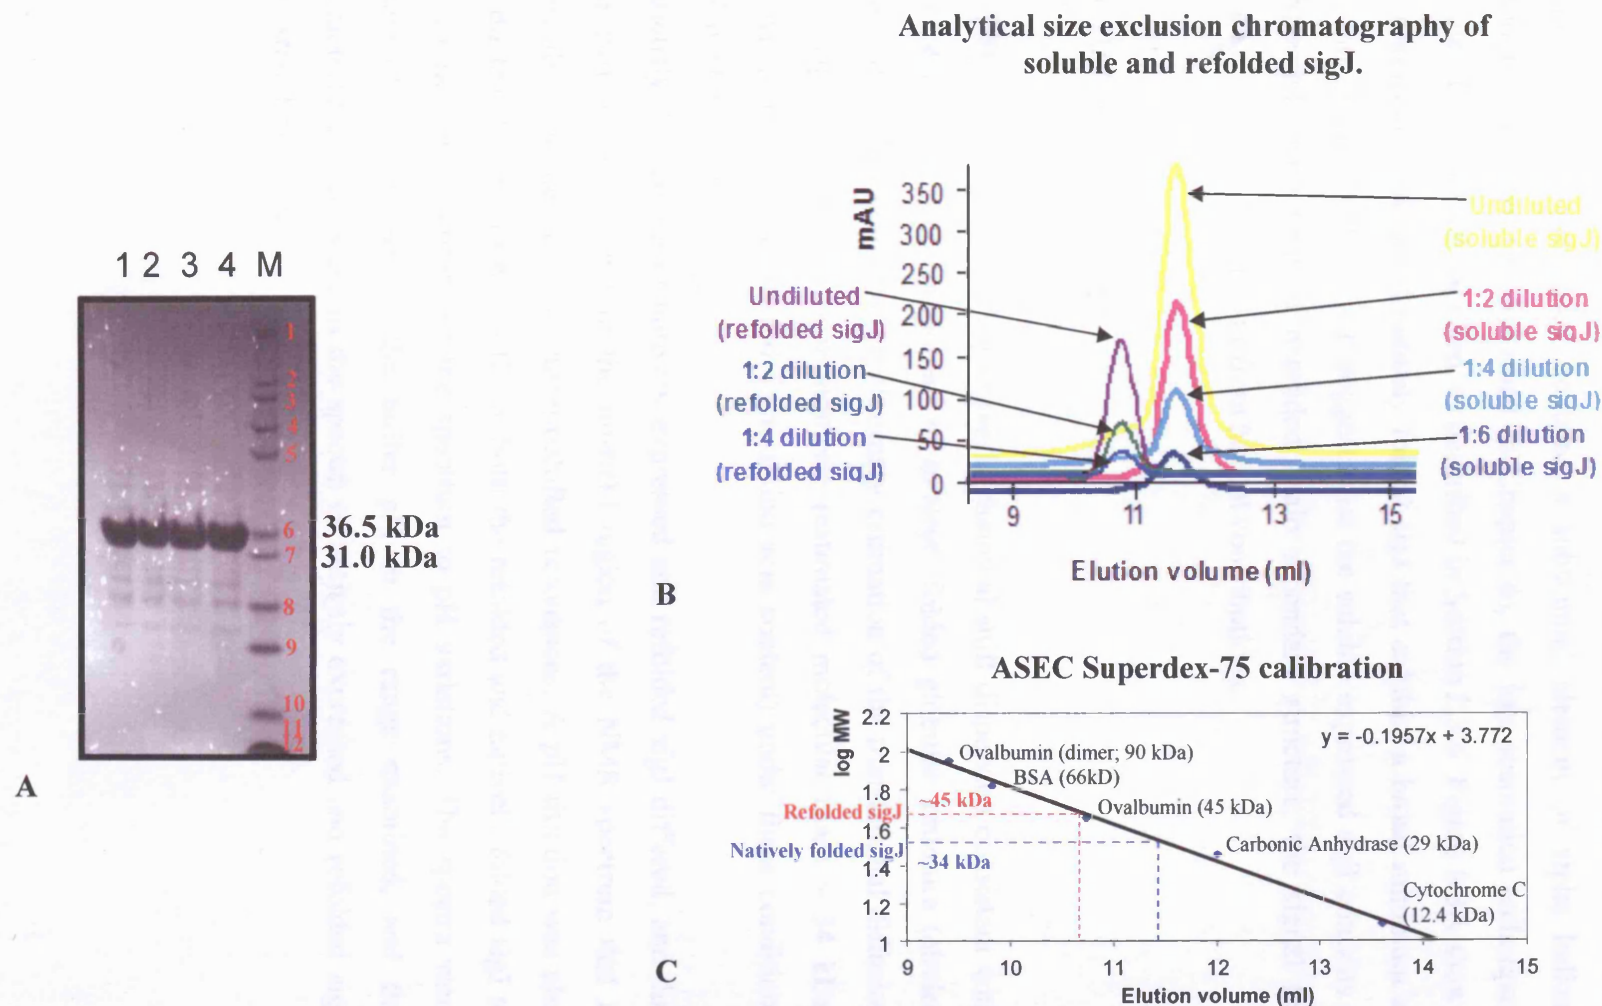 Analytical size exclusion chromatography of
soluble and refolded sigJ.
1 2 3 4 M
1
2
3
4
5
6
7
8
9
10
11
12
36.5 kDa
31.0 kDa
A
mAU
350
300
250
200
150
100
50
0
9 11 13 15
Elution volume (ml)
Undiluted
(refolded sigJ)
1:2 dilution
(refolded sigJ)
1:4 dilution
(refolded sigJ)
Undiluted
(soluble sigJ)
1:2 dilution
(soluble sigJ)
1:4 dilution
(soluble sigJ)
1:6 dilution
(soluble sigJ)
B
ASEC Superdex-75 calibration
log MW
2.2
2
1.8
1.6
1.4
1.2
1
y = -0.1957x + 3.772
Ovalbumin (dimer; 90 kDa)
BSA (66kD)
Ovalbumin (45 kDa)
Carbonic Anhydrase (29 kDa)
Cytochrome C
(12.4 kDa)
Refolded sigJ
~45 kDa
Natively folded sigJ
~34 kDa
9 10 11 12 13 14 15
Elution volume (ml)
C